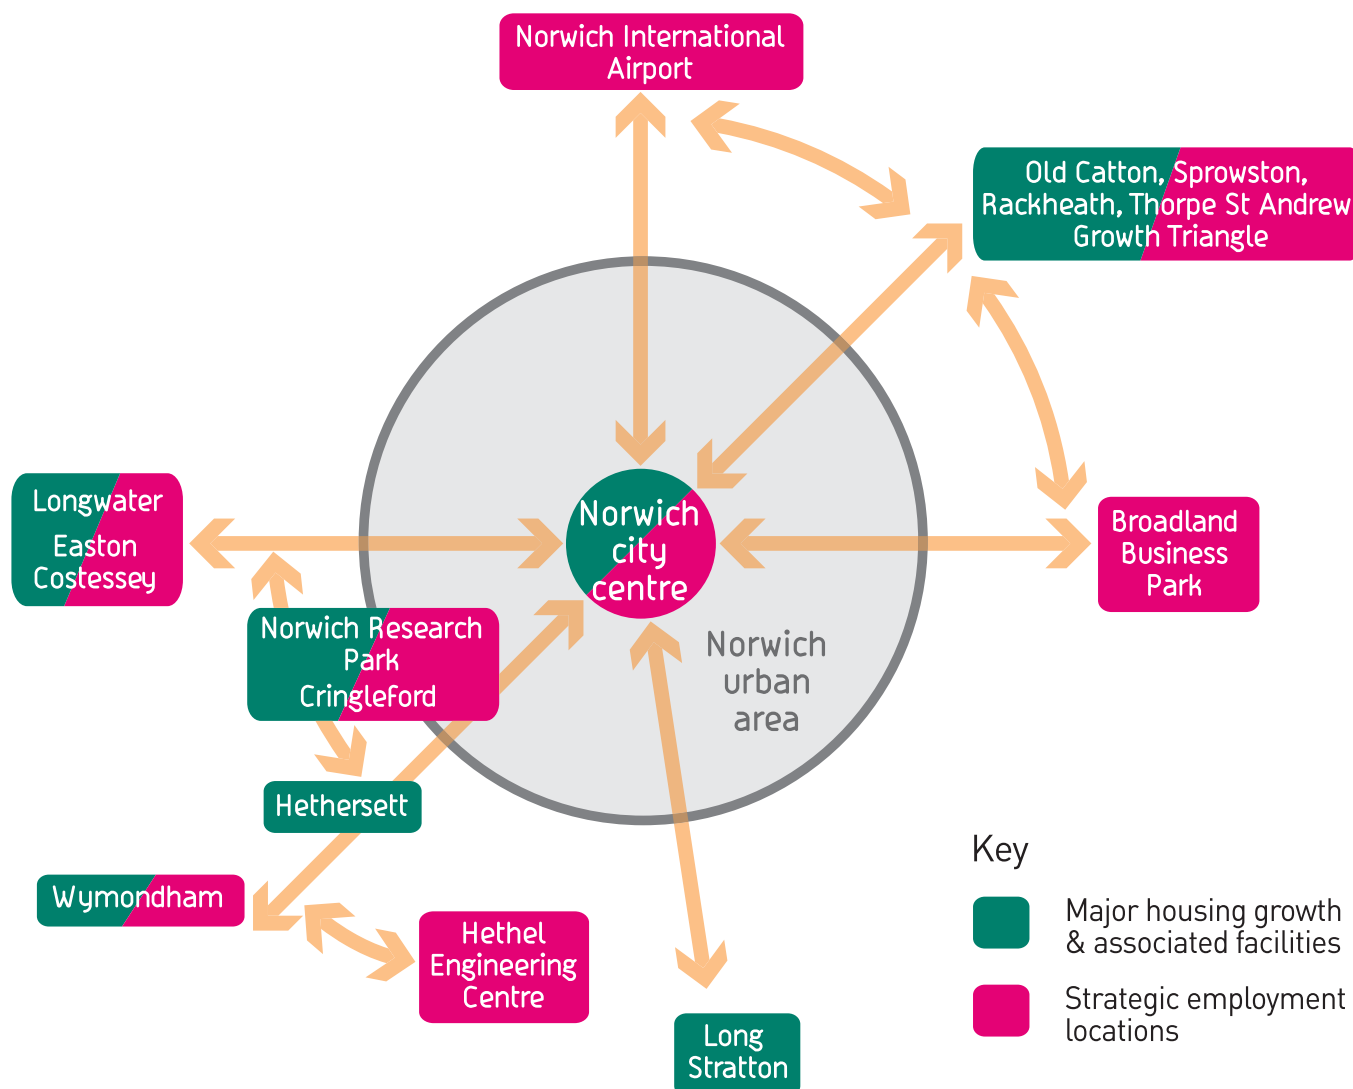 Norwich International
Airport
Old Catton, Sprowston,
Rackheath, Thorpe St Andrew
Growth Triangle
Longwater
Easton
Costessey
Norwich
city
centre
Broadland
Business
Park
Norwich Research
Park
Cringleford
Norwich
urban
area
Hethersett
Wymondham
Hethel
Engineering
Centre
Long
Stratton
Key
Major housing growth
& associated facilities
Strategic employment
locations